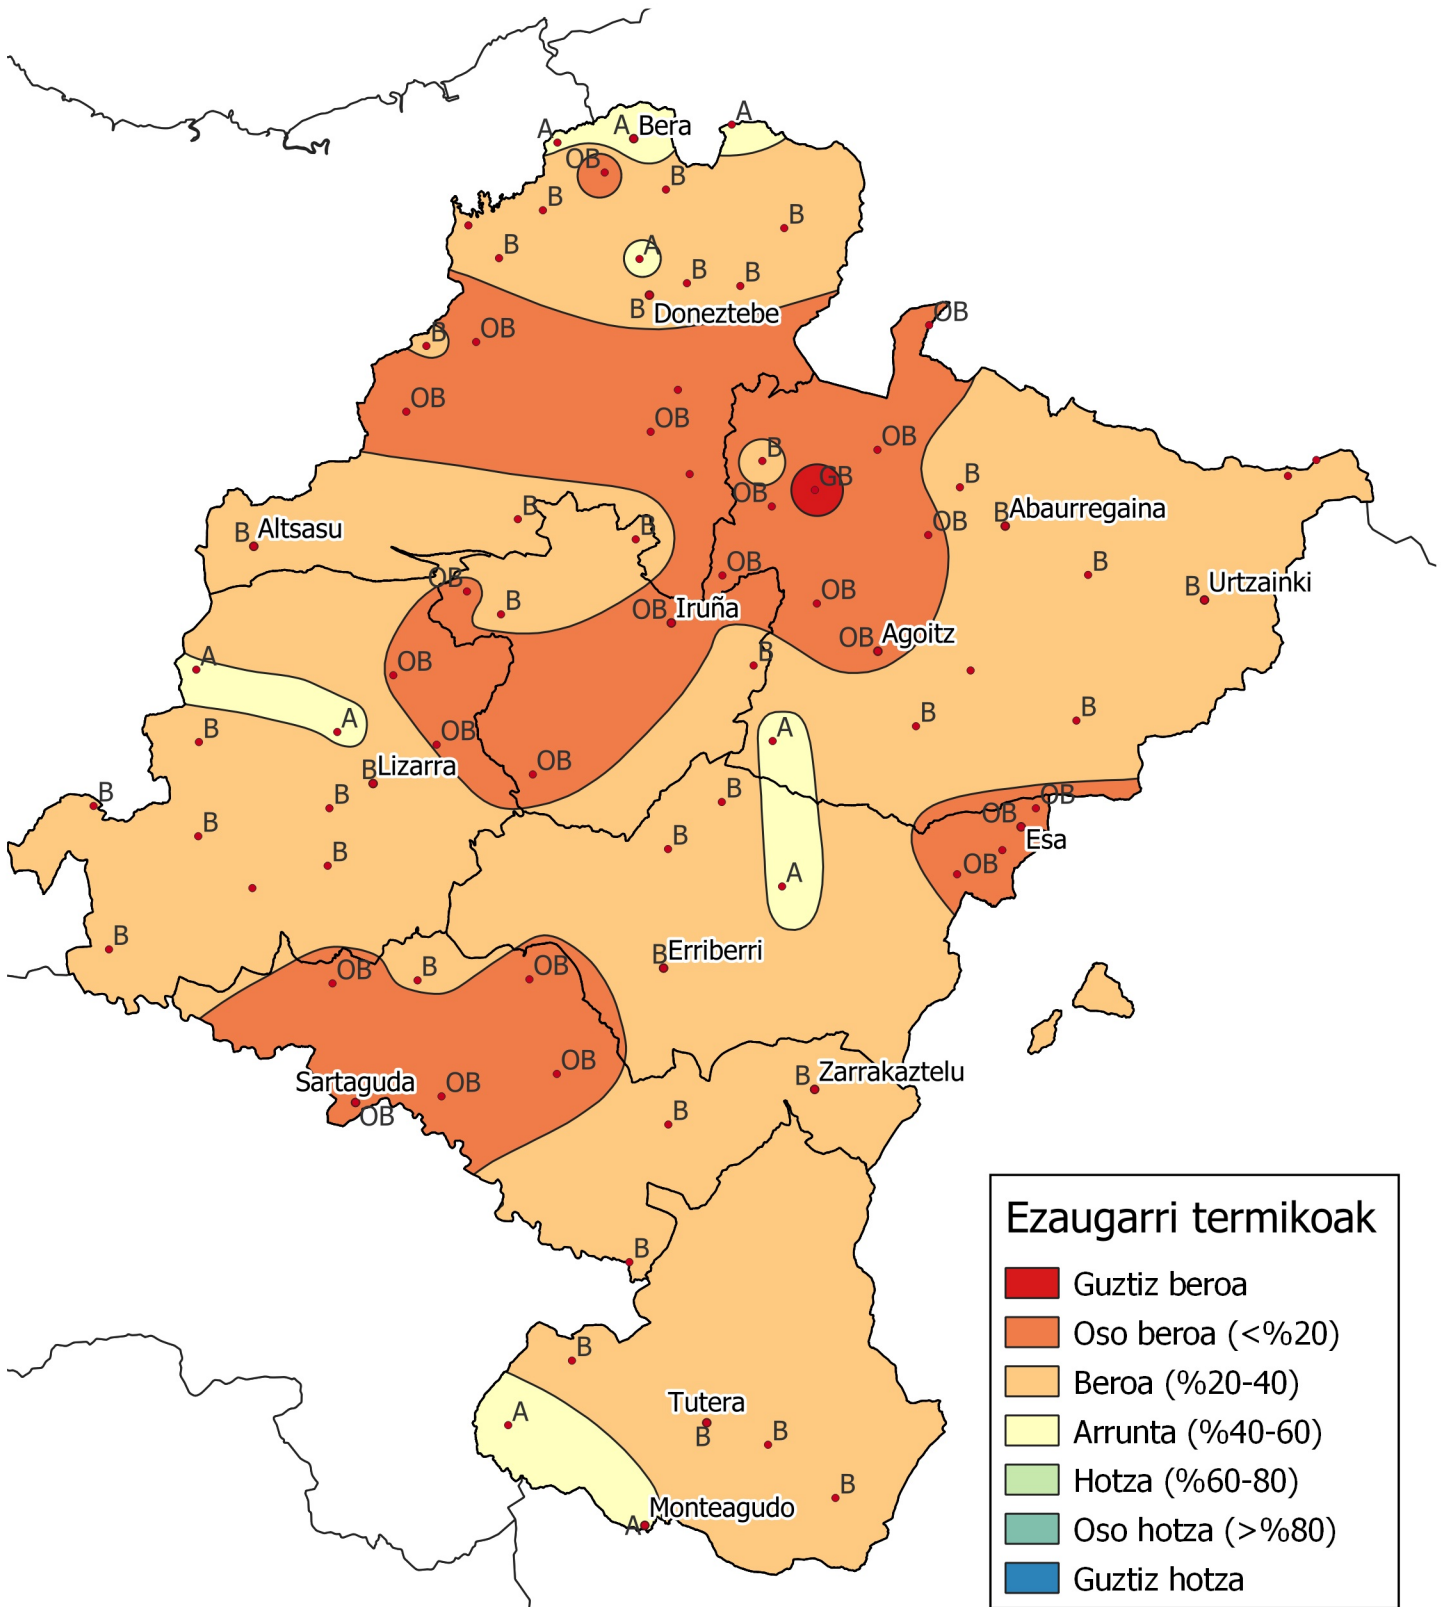 A
A Bera
A
OB
B
B
B
B
A
B
B
B
Doneztebe
OB
B
OB
OB
OB
OB
B
GB
OB
B
B
Abaurregaina
B
B
Altsasu
B
OB
B
OB
OB
B
Urtzainki
B
OB
OB
Iruña
OB
Agoitz
A
OB
B
A
B
A
B
B
OB
OB
B
Lizarra
B
B
B
OB
OB
B
B
Esa
B
A
OB
B
B
Erriberri
OB
B
OB
OB
B
Zarrakaztelu
Sartaguda
OB
OB
B
B
B
A
Tutera
B
B
B
Monteagudo
A
Ezaugarri termikoak
Guztiz beroa
Oso beroa (<%20)
Beroa (%20-40)
Arrunta (%40-60)
Hotza (%60-80)
Oso hotza (>%80)
Guztiz hotza